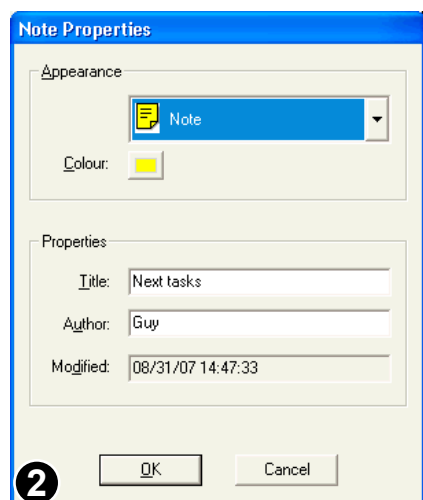 Note Properties
Appearance
Note
Colour:
Properties
Title: Next tasks
Author: Guy
Modified: 08/31/07 14:47:33
2 OK Cancel